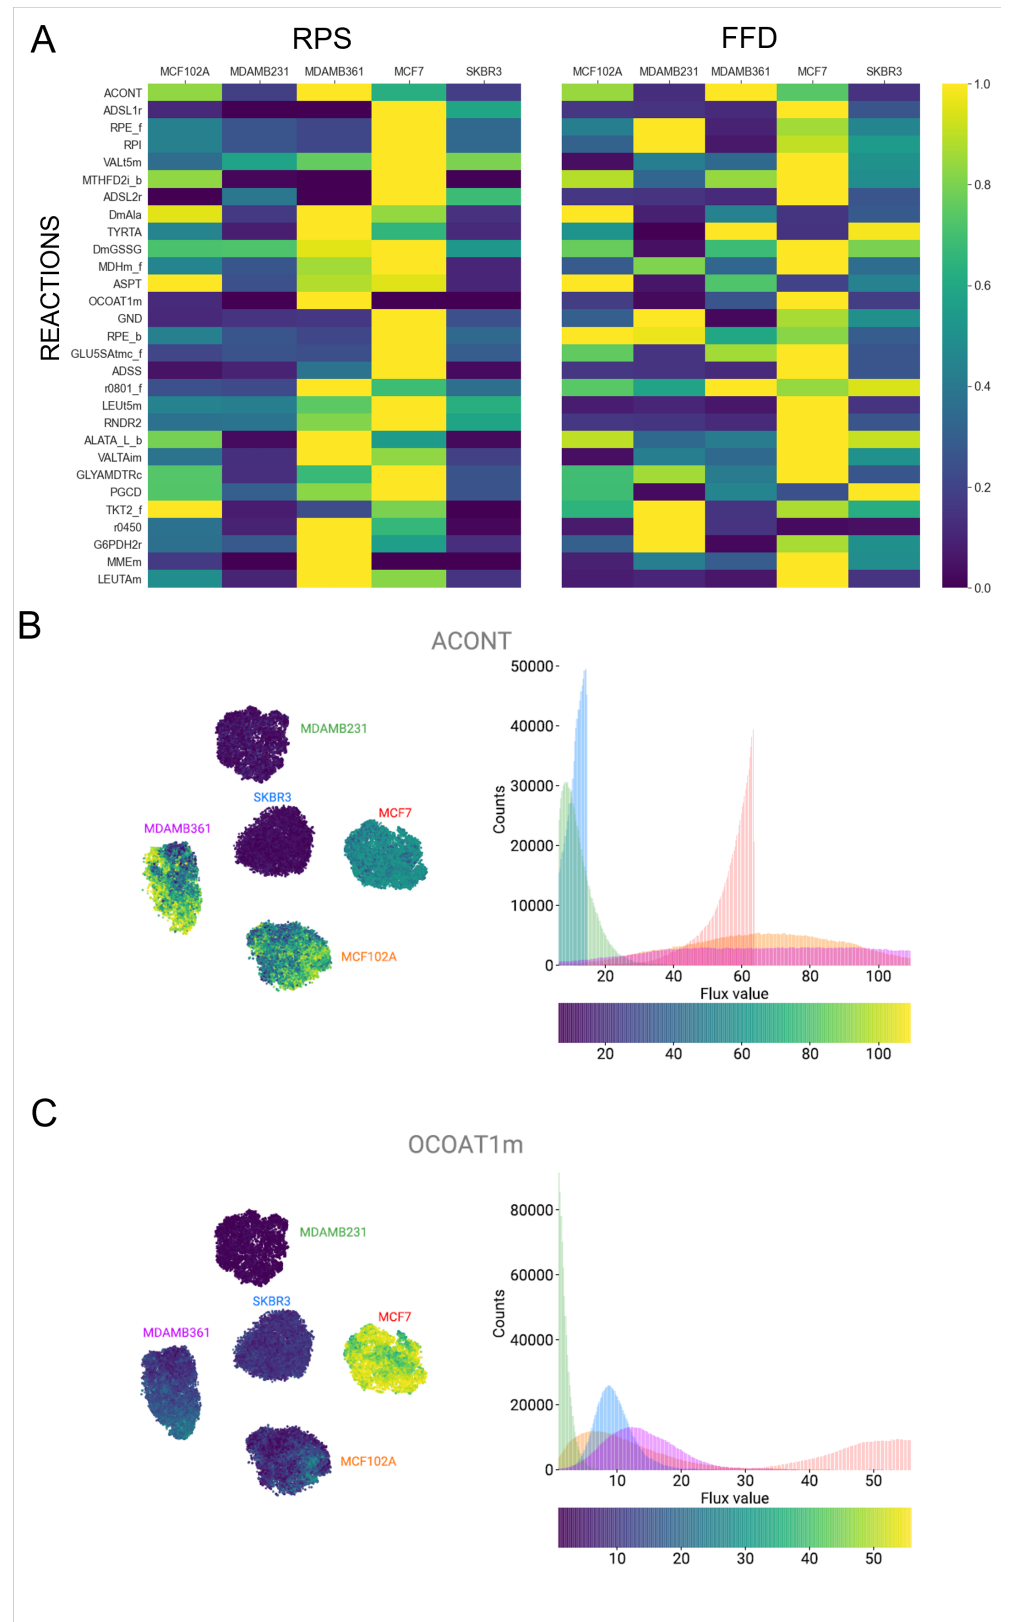 A
RPS
FFD
MCF102A MDAMB231 MDAMB361 MCF7 SKBR3
MCF102A MDAMB231 MDAMB361 MCF7 SKBR3
REACTIONS
ACONT
ADSL1r
RPE_f
RPI
VALt5m
MTHFD2i_b
ADSL2r
DmAla
TYRTA
DmGSSG
MDHm_f
ASPT
OCOAT1m
GND
RPE_b
GLU5SAtmc_f
ADSS
r0801_f
LEUt5m
RNDR2
ALATA_L_b
VALTAim
GLYAMDTRc
PGCD
TKT2_f
r0450
G6PDH2r
MMEm
LEUTAm
1.0
0.8
0.6
0.4
0.2
0.0
B
ACONT
MDAMB231
SKBR3
MCF7
MDAMB361
MCF102A
Counts
50000
40000
30000
20000
10000
0
20 40 60 80 100
Flux value
20 40 60 80 100
C
OCOAT1m
MDAMB231
SKBR3
MCF7
MDAMB361
MCF102A
Counts
80000
60000
40000
20000
0
10 20 30 40 50
Flux value
10 20 30 40 50